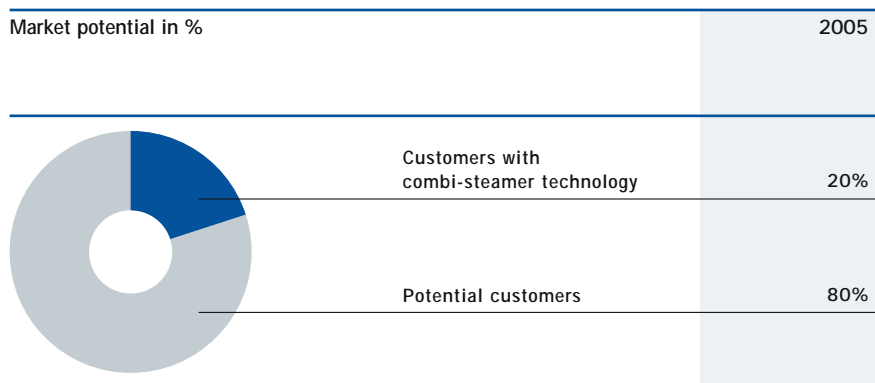 Market potential in % 2005
Customers with
combi-steamer technology 20%
Potential customers 80%